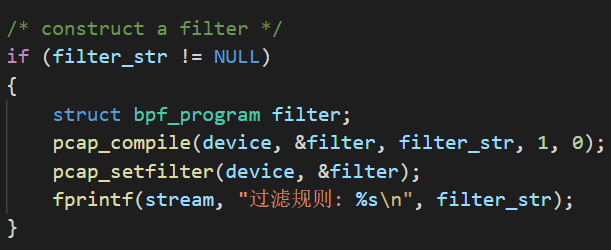 /* construct a filter */
if (filter_str != NULL)
{
    struct bpf_program filter;
    pcap_compile(device, &filter, filter_str, 1, 0);
    pcap_setfilter(device, &filter);
    fprintf(stream, "过滤规则: %s\n", filter_str);
}